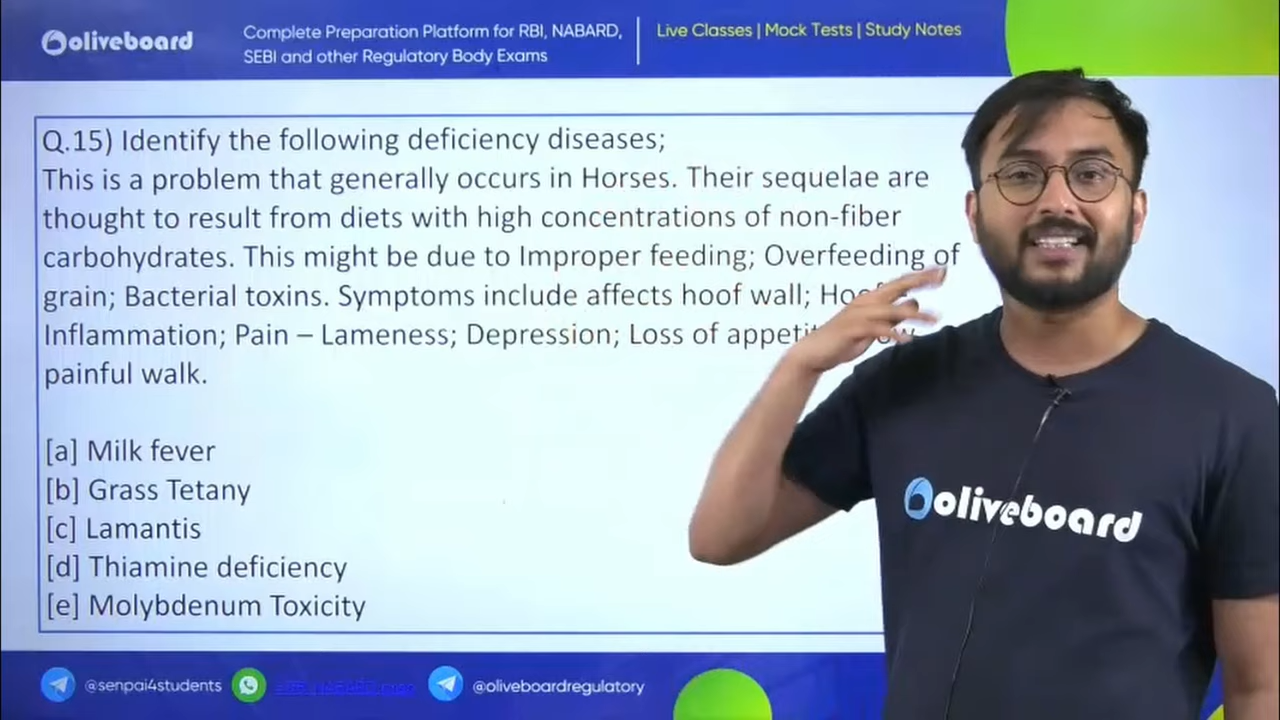 oliveboard
Complete Preparation Platform for RBI, NABARD,
SEBI and other Regulatory Body Exams
Live Classes | Mock Tests | Study Notes
Q.15) Identify the following deficiency diseases;
This is a problem that generally occurs in Horses. Their sequelae are
thought to result from diets with high concentrations of non-fiber
carbohydrates. This might be due to Improper feeding; Overfeeding of
grain; Bacterial toxins. Symptoms include affects hoof wall;
Inflammation; Pain – Lameness; Depression; Loss of
painful walk.
[a] Milk fever
[b] Grass Tetany
[c] Lamantis
[d] Thiamine deficiency
[e] Molybdenum Toxicity
oliveboard
@senpai4students
@oliveboardregulatory